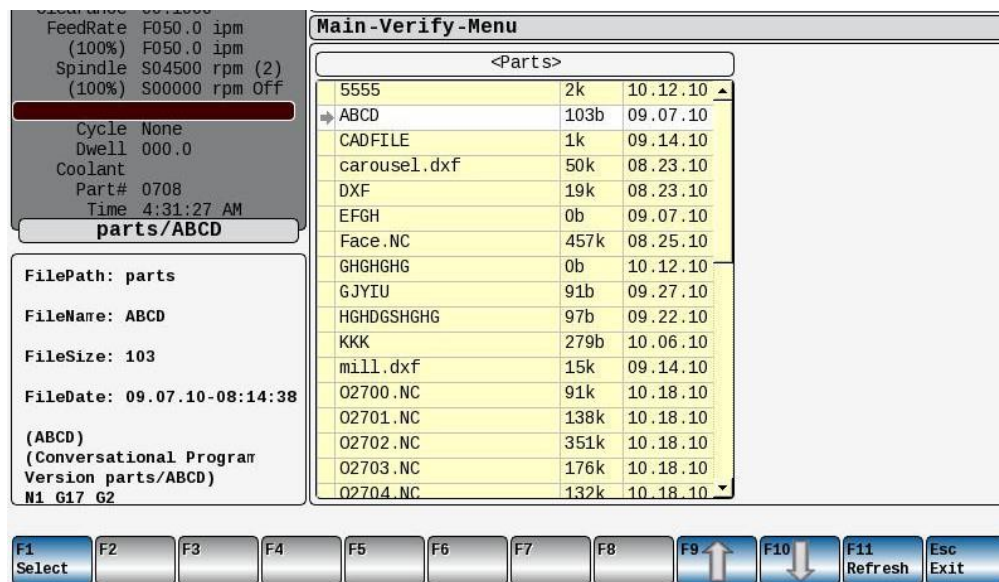 Clearance 00.1000
FeedRate F050.0 ipm
(100%) F050.0 ipm
Spindle S04500 rpm (2)
(100%) S00000 rpm Off
Cycle None
Dwell 000.0
Coolant
Part# 0708
Time 4:31:27 AM
parts/ABCD
FilePath: parts
FileName: ABCD
FileSize: 103
FileDate: 09.07.10-08:14:38
(ABCD)
(Conversational Program
Version parts/ABCD)
N1 G17 G2
Main-Verify-Menu
<Parts>
5555 2k 10.12.10
ABCD 103b 09.07.10
CADFILE 1k 09.14.10
carousel.dxf 50k 08.23.10
DXF 19k 08.23.10
EFGH 0b 09.07.10
Face.NC 457k 08.25.10
GHGHGHG 0b 10.12.10
GJYIU 91b 09.27.10
HGHDGSHGHG 97b 09.22.10
KKK 279b 10.06.10
mill.dxf 15k 09.14.10
O2700.NC 91k 10.18.10
O2701.NC 138k 10.18.10
O2702.NC 351k 10.18.10
O2703.NC 176k 10.18.10
O2704.NC 132k 10.18.10
F1 F2 F3 F4 F5 F6 F7 F8 F9 F10 F11 Esc
Select Refresh Exit